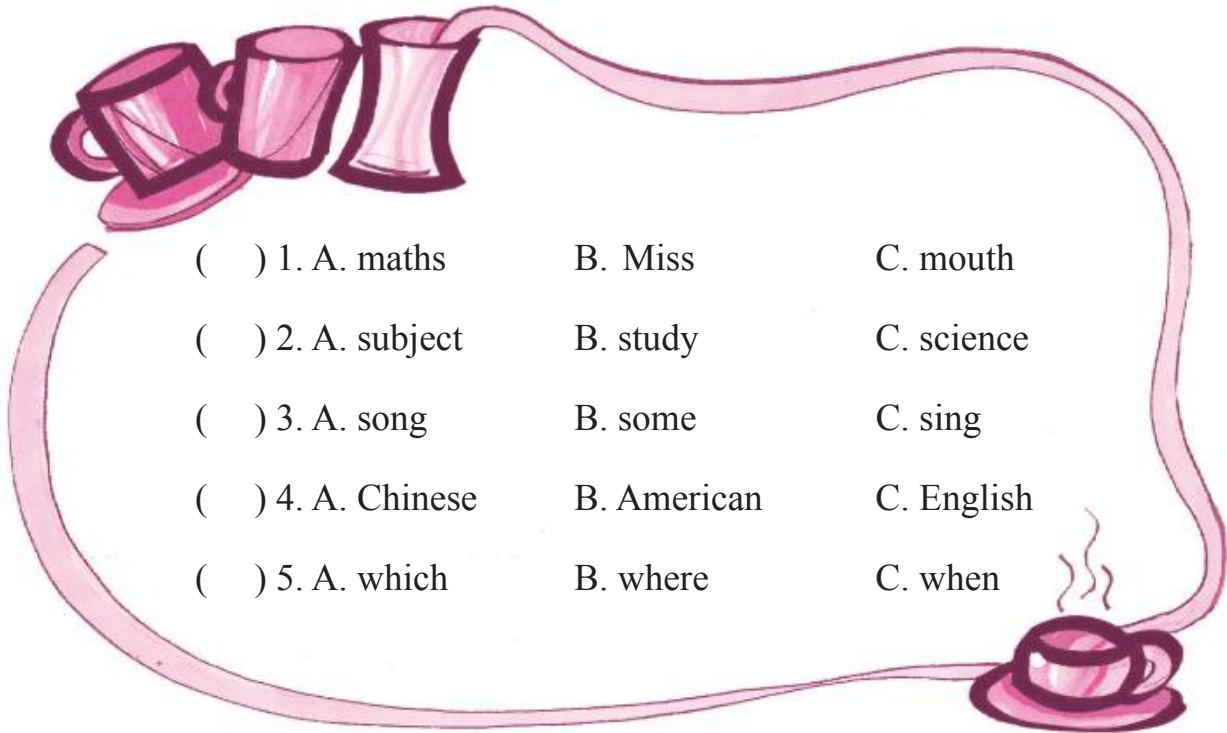 ( ) 1. A. maths B. Miss C. mouth
( ) 2. A. subject B. study C. science
( ) 3. A. song B. some C. sing
( ) 4. A. Chinese B. American C. English
( ) 5. A. which B. where C. when